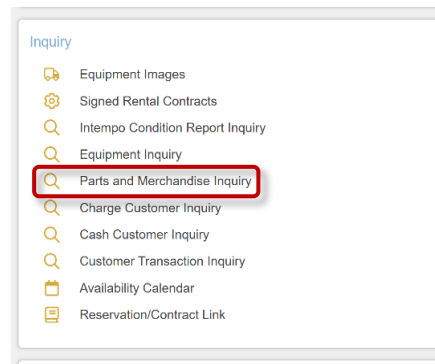 Inquiry
Equipment Images
Signed Rental Contracts
Intempo Condition Report Inquiry
Equipment Inquiry
Parts and Merchandise Inquiry
Charge Customer Inquiry
Cash Customer Inquiry
Customer Transaction Inquiry
Availability Calendar
Reservation/Contract Link